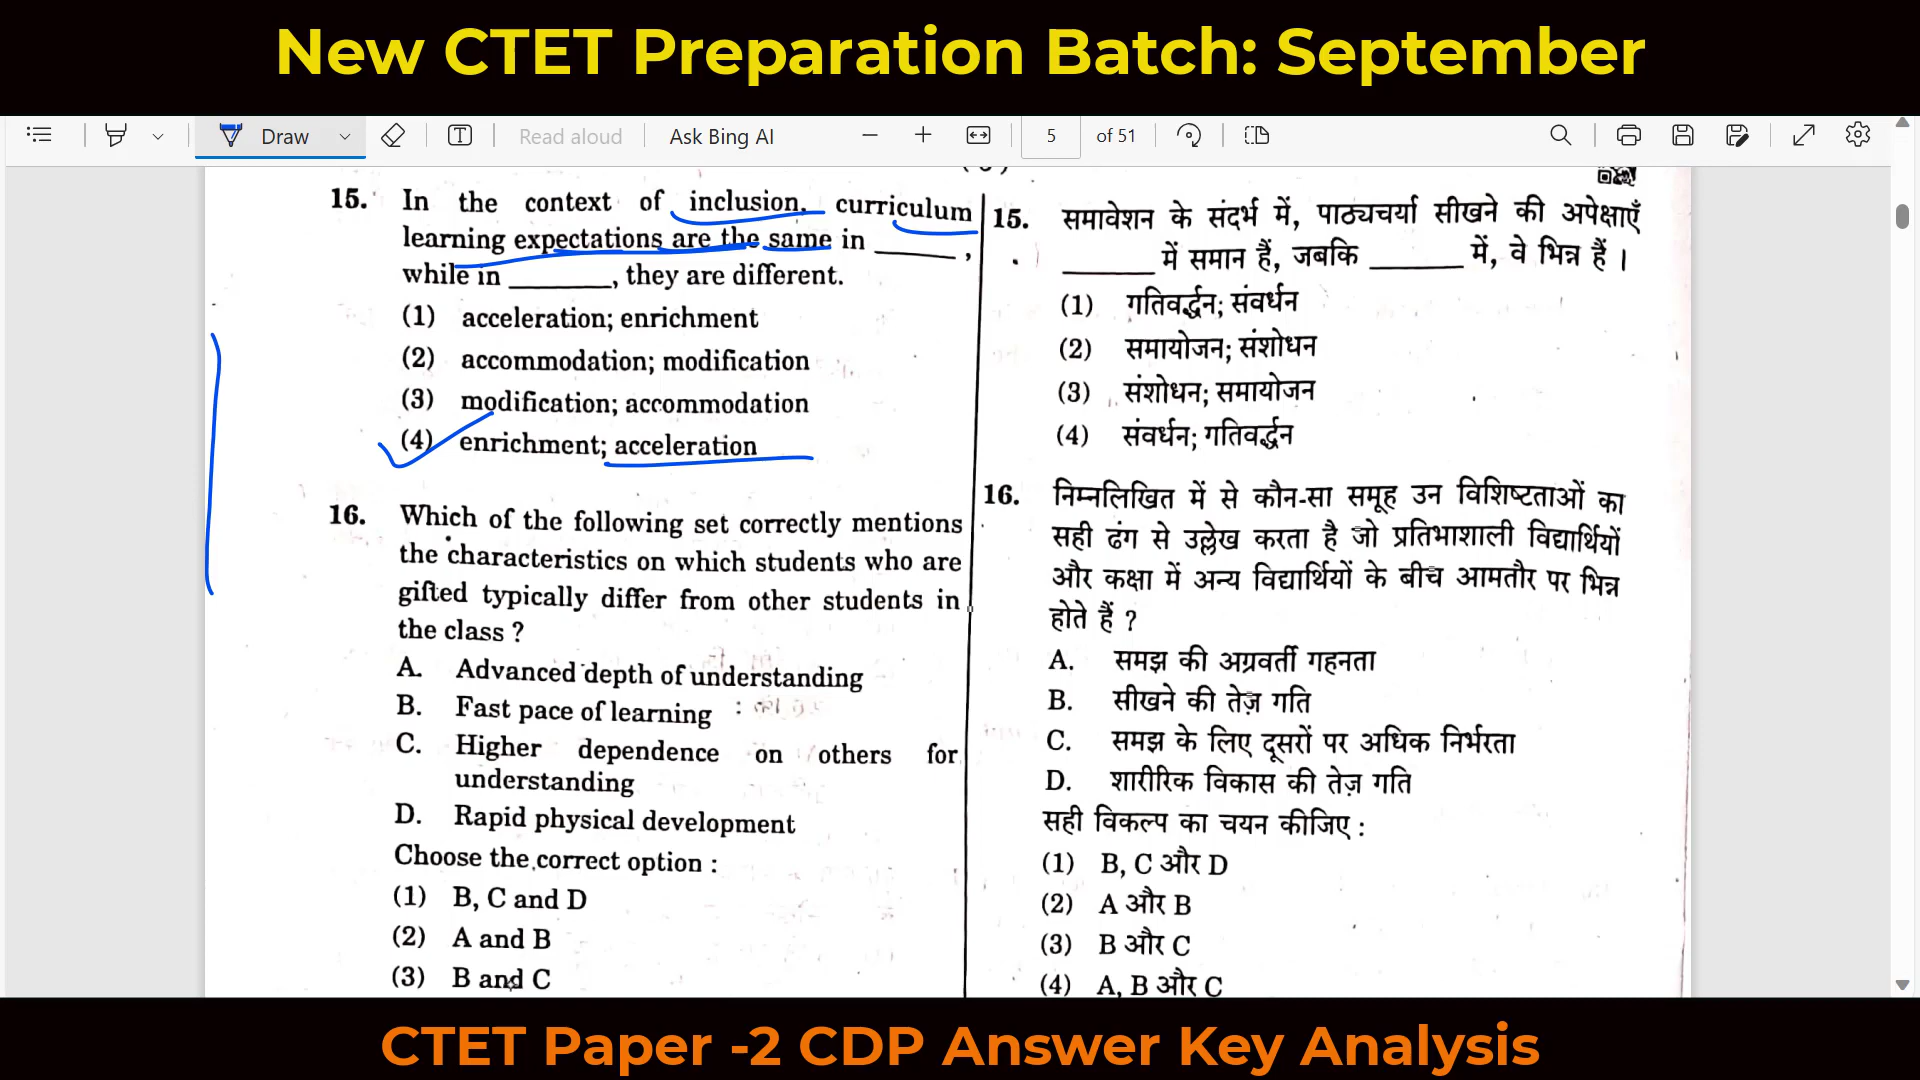 New CTET Preparation Batch: September
Draw
Read aloud
Ask Bing AI
5
of 51
15. In the context of inclusion, curriculum
learning expectations are the same in ______,
while in ______, they are different.
(1) acceleration; enrichment
(2) accommodation; modification
(3) modification; accommodation
(4) enrichment; acceleration
16. Which of the following set correctly mentions
the characteristics on which students who are
gifted typically differ from other students in
the class ?
A. Advanced depth of understanding
B. Fast pace of learning
C. Higher dependence on others for
understanding
D. Rapid physical development
Choose the correct option :
(1) B, C and D
(2) A and B
(3) B and C
15. समावेशन के संदर्भ में, पाठ्यचर्या सीखने की अपेक्षाएँ
______ में समान हैं, जबकि ______ में, वे भिन्न हैं ।
(1) गतिवर्द्धन; संवर्धन
(2) समायोजन; संशोधन
(3) संशोधन; समायोजन
(4) संवर्धन; गतिवर्द्धन
16. निम्नलिखित में से कौन-सा समूह उन विशिष्टताओं का
सही ढंग से उल्लेख करता है जो प्रतिभाशाली विद्यार्थियों
और कक्षा में अन्य विद्यार्थियों के बीच आमतौर पर भिन्न
होते हैं ?
A. समझ की अग्रवर्ती गहनता
B. सीखने की तेज़ गति
C. समझ के लिए दूसरों पर अधिक निर्भरता
D. शारीरिक विकास की तेज़ गति
सही विकल्प का चयन कीजिए :
(1) B, C और D
(2) A और B
(3) B और C
(4) A, B और C
CTET Paper -2 CDP Answer Key Analysis